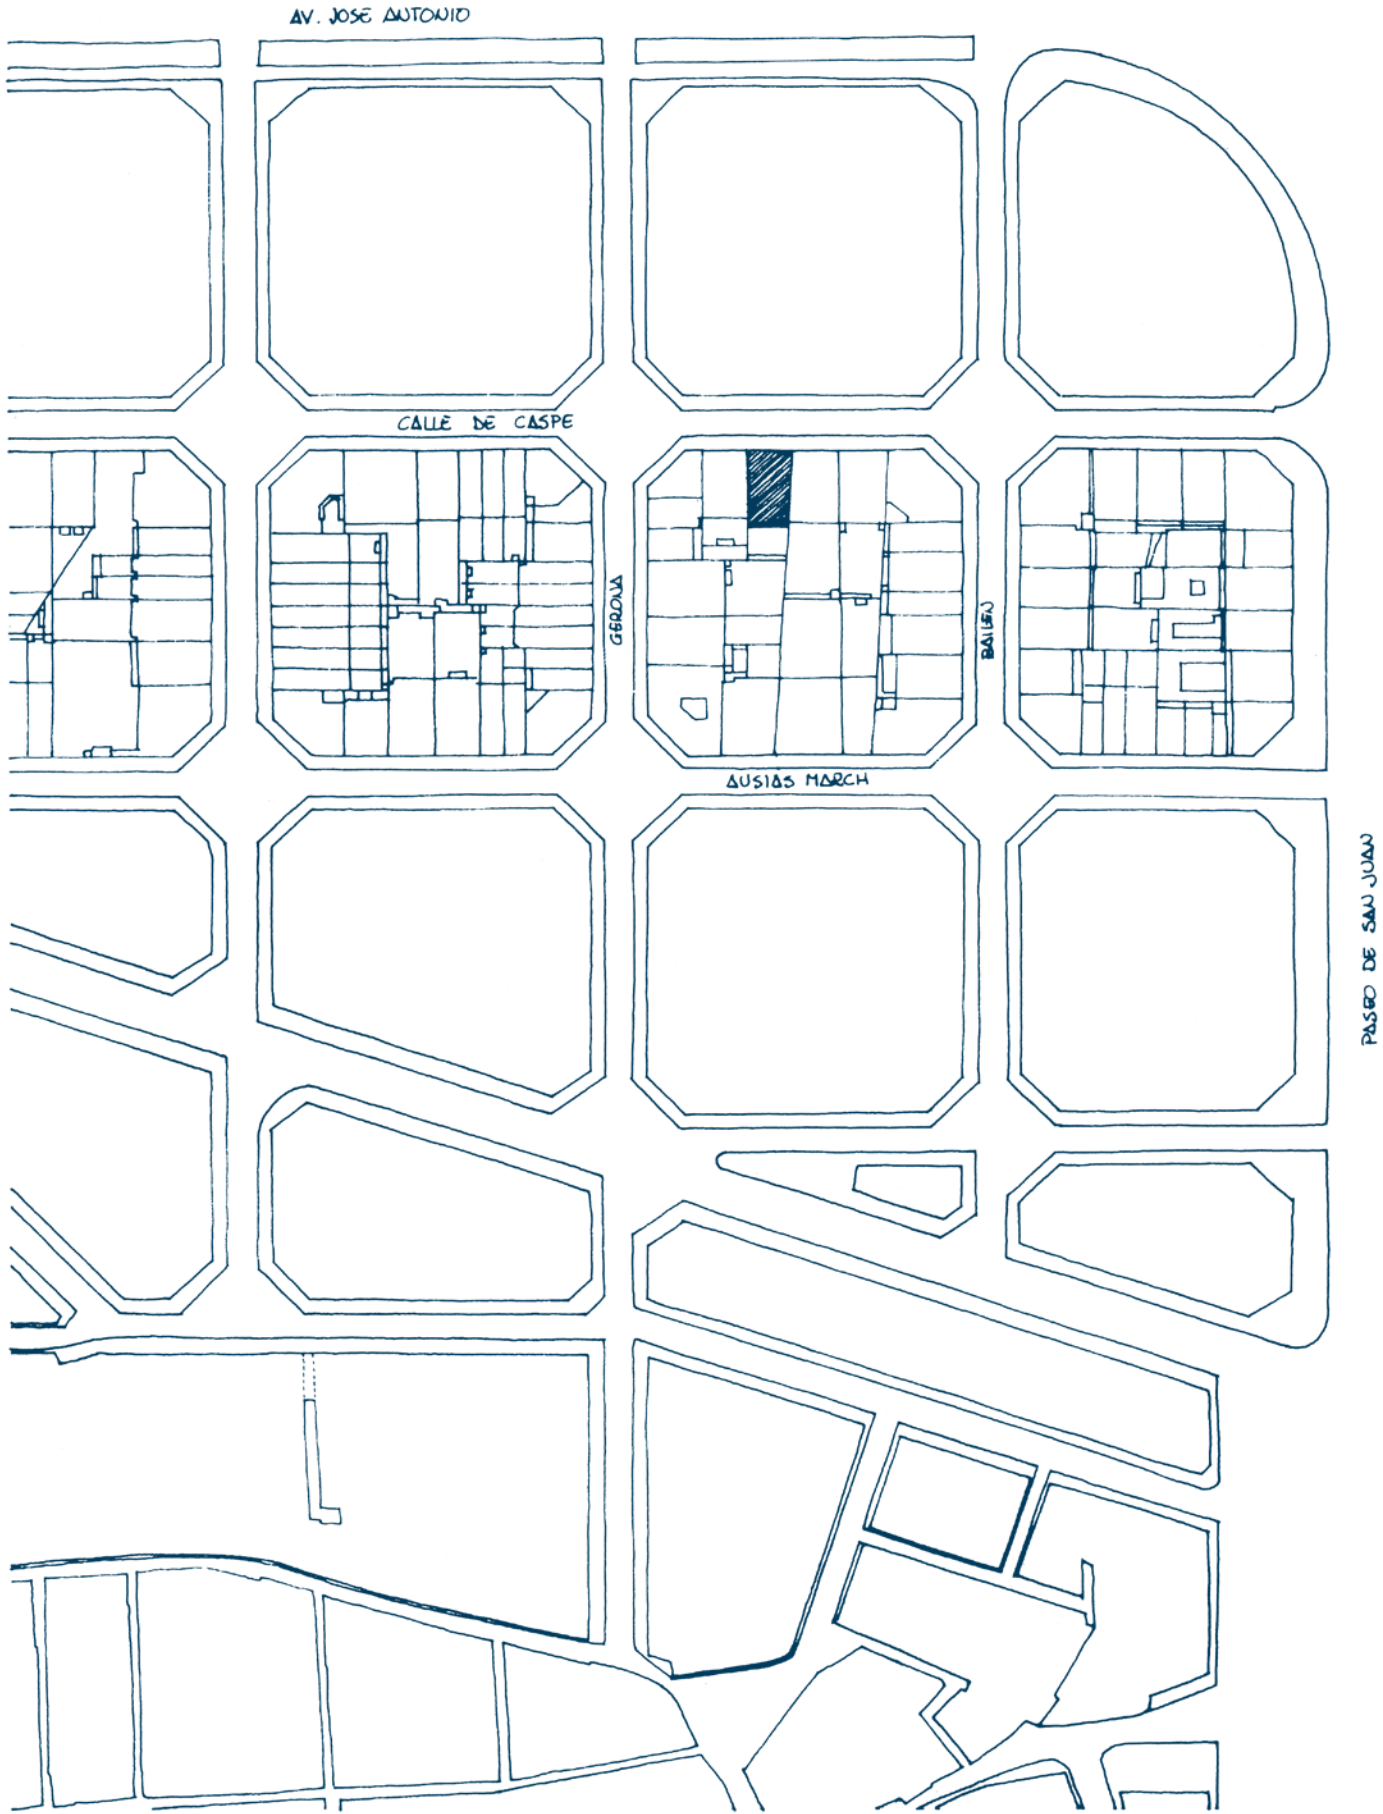 AV. JOSE ANTONIO
CALLE DE CASPE
GERONA
BAILEN
AUSIAS MARCH
PASEO DE SAN JUAN